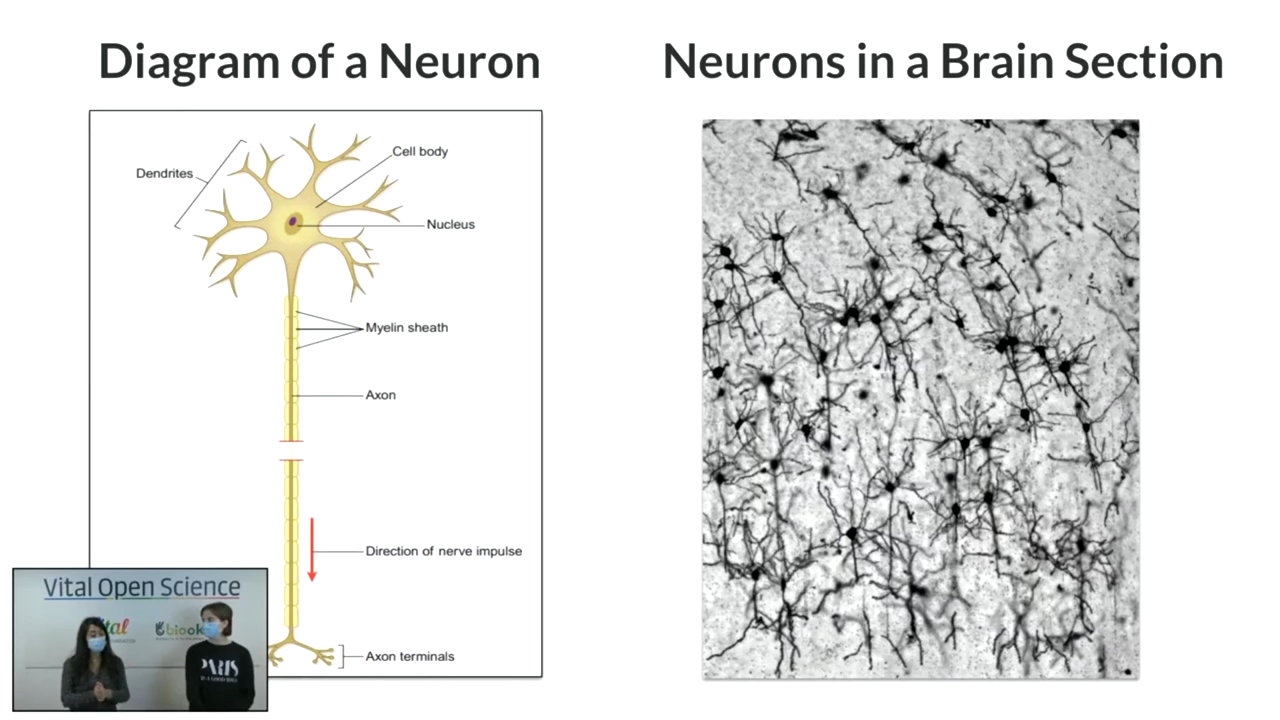 Diagram of a Neuron
Neurons in a Brain Section
Dendrites
Cell body
Nucleus
Myelin sheath
Axon
Direction of nerve impulse
Axon terminals
Vital Open Science
PARIS